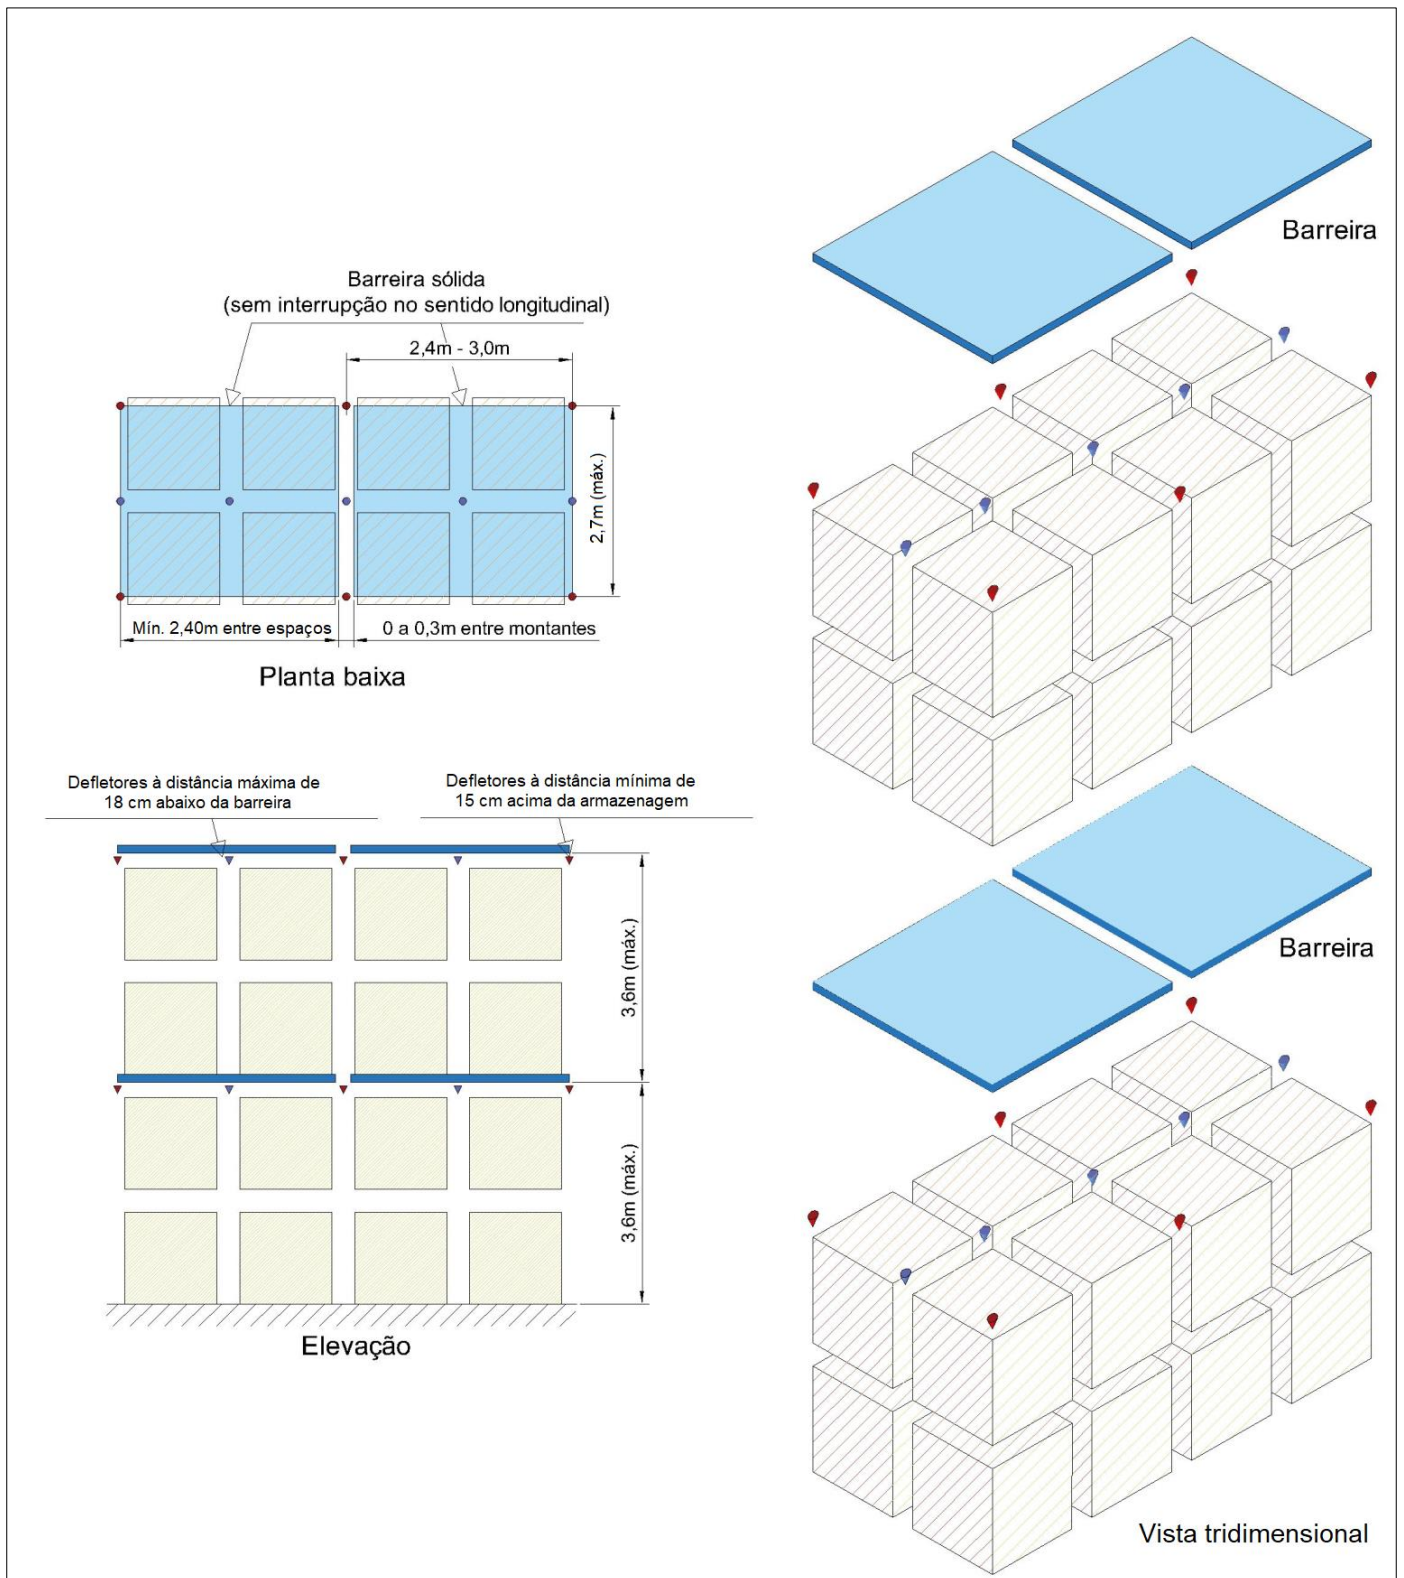 Barreira
Barreira sólida
(sem interrupção no sentido longitudinal)
2,4m - 3,0m
2,7m (máx.)
Mín. 2,40m entre espaços
0 a 0,3m entre montantes
Planta baixa
Defletores à distância máxima de
18 cm abaixo da barreira
Defletores à distância mínima de
15 cm acima da armazenagem
3,6m (máx.)
3,6m (máx.)
Elevação
Barreira
Vista tridimensional